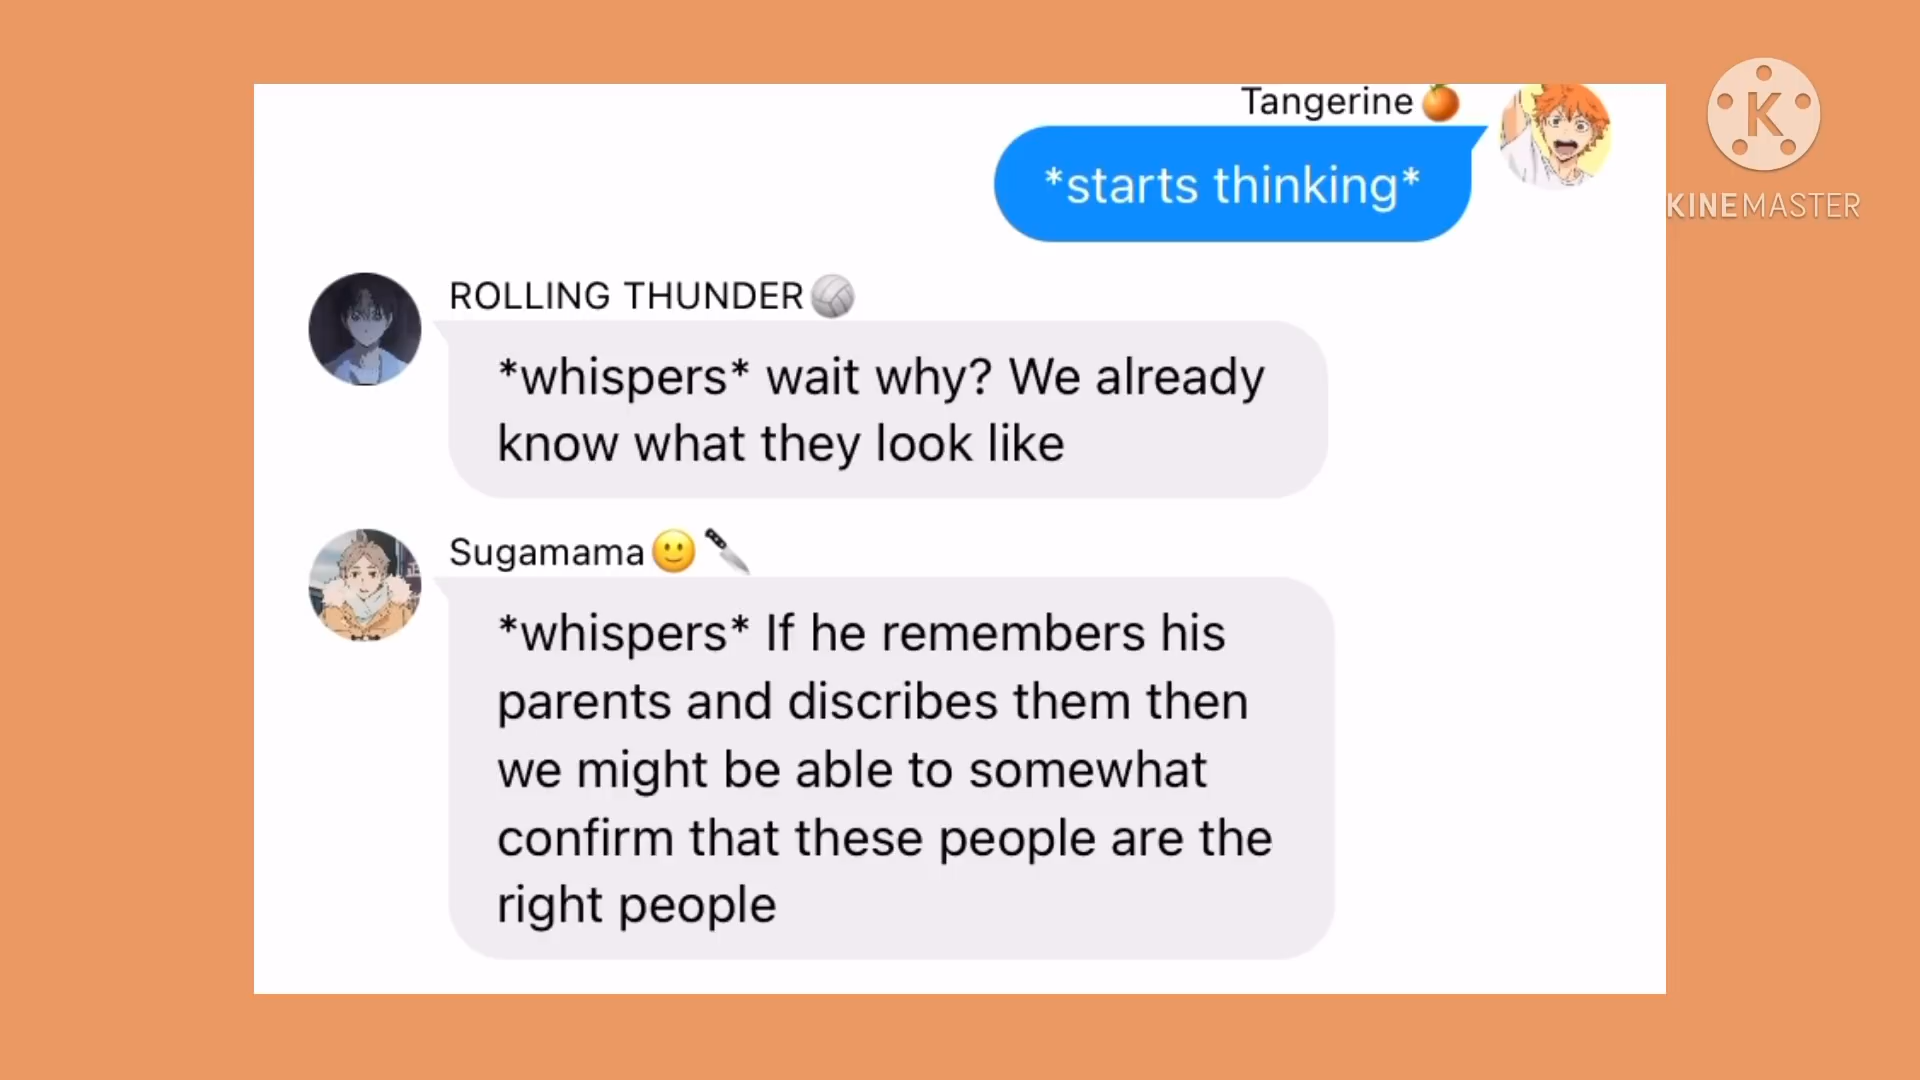 Tangerine🍊
*starts thinking*
K
KINEMASTER
ROLLING THUNDER🏐
*whispers* wait why? We already
know what they look like
Sugamama🙂🔪
*whispers* If he remembers his
parents and discribes them then
we might be able to somewhat
confirm that these people are the
right people